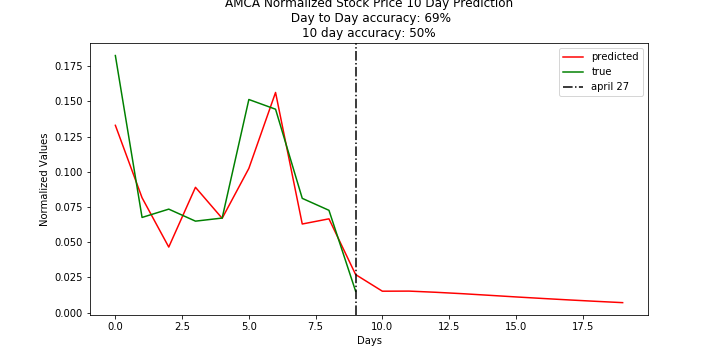 AMCA Normalized Stock Price 10 Day Prediction
Day to Day accuracy: 69%
10 day accuracy: 50%
predicted
true
april 27
Normalized Values
0.175
0.150
0.125
0.100
0.075
0.050
0.025
0.000
0.0
2.5
5.0
7.5
10.0
12.5
15.0
17.5
Days